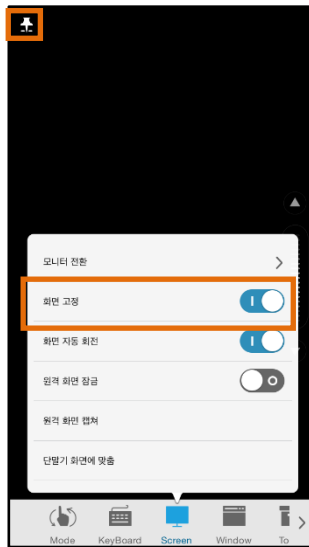 모니터 전환
화면 고정
화면 자동 회전
원격 화면 잠금
원격 화면 캡쳐
단말기 화면에 맞춤
Mode KeyBoard Screen Window To